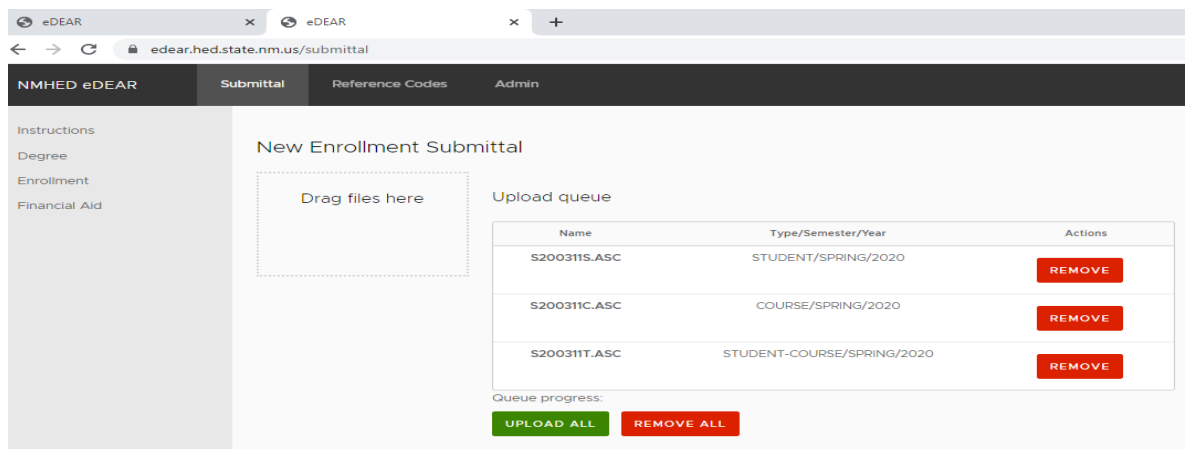 eDEAR
eDEAR
edear.hed.state.nm.us/submittal
NMHED eDEAR Submittal Reference Codes Admin
Instructions
Degree
Enrollment
Financial Aid
New Enrollment Submittal
Drag files here
Upload queue
Name Type/Semester/Year Actions
S200311S.ASC STUDENT/SPRING/2020 REMOVE
S200311C.ASC COURSE/SPRING/2020 REMOVE
S200311T.ASC STUDENT-COURSE/SPRING/2020 REMOVE
Queue progress:
UPLOAD ALL REMOVE ALL